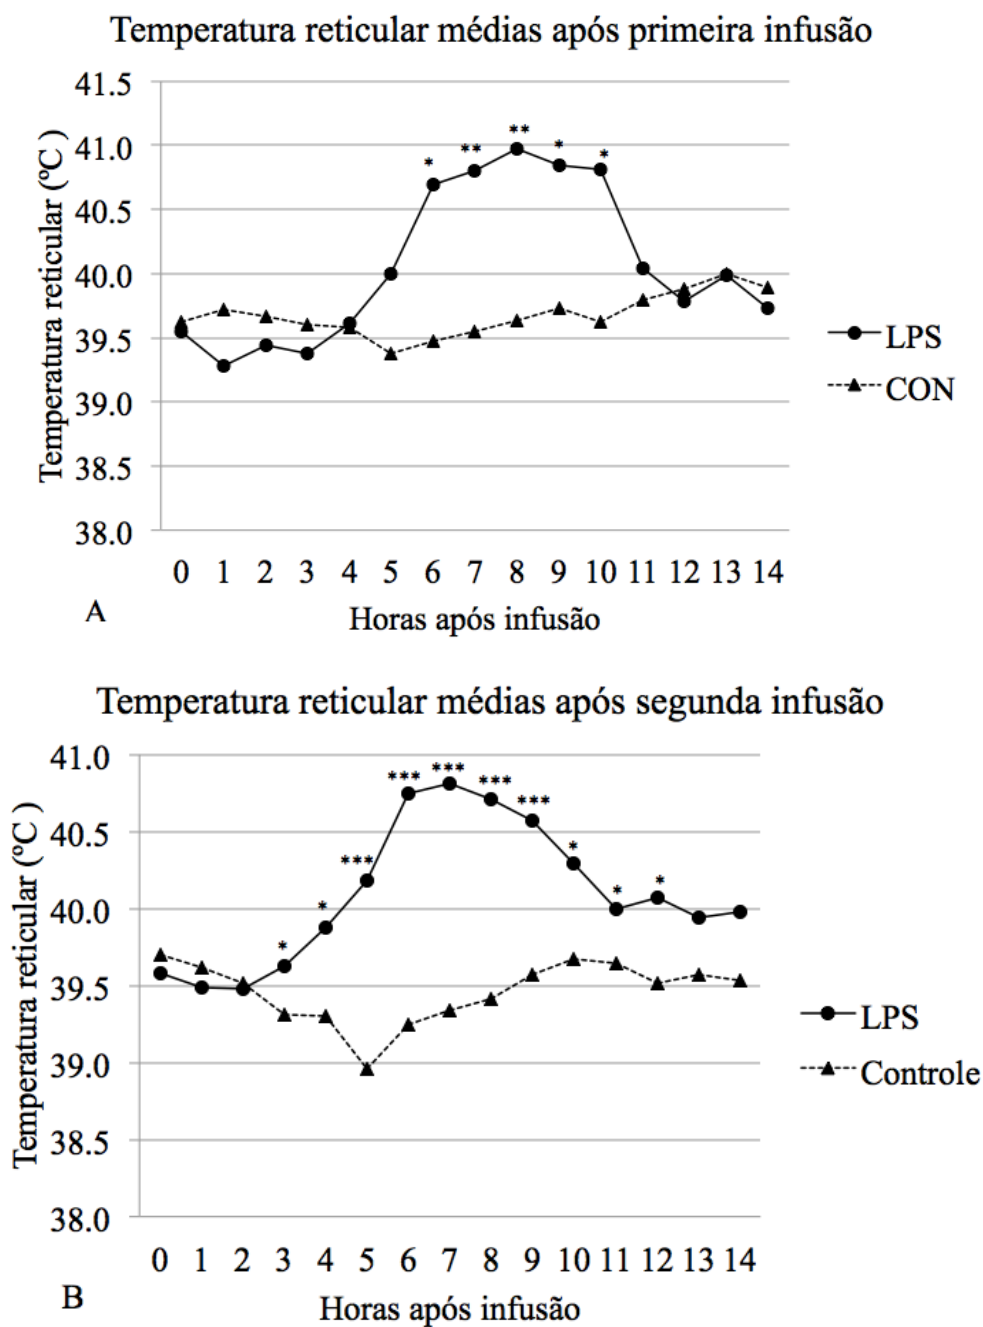 Temperatura reticular médias após primeira infusão
Temperatura reticular (ºC )
41.5
41.0
40.5
40.0
39.5
39.0
38.5
38.0
* ** ** * *
LPS
CON
0 1 2 3 4 5 6 7 8 9 10 11 12 13 14
Horas após infusão
A
Temperatura reticular médias após segunda infusão
Temperatura reticular (ºC )
41.0
40.5
40.0
39.5
39.0
38.5
38.0
* * *** *** *** *** *** * * *
LPS
Controle
0 1 2 3 4 5 6 7 8 9 10 11 12 13 14
Horas após infusão
B